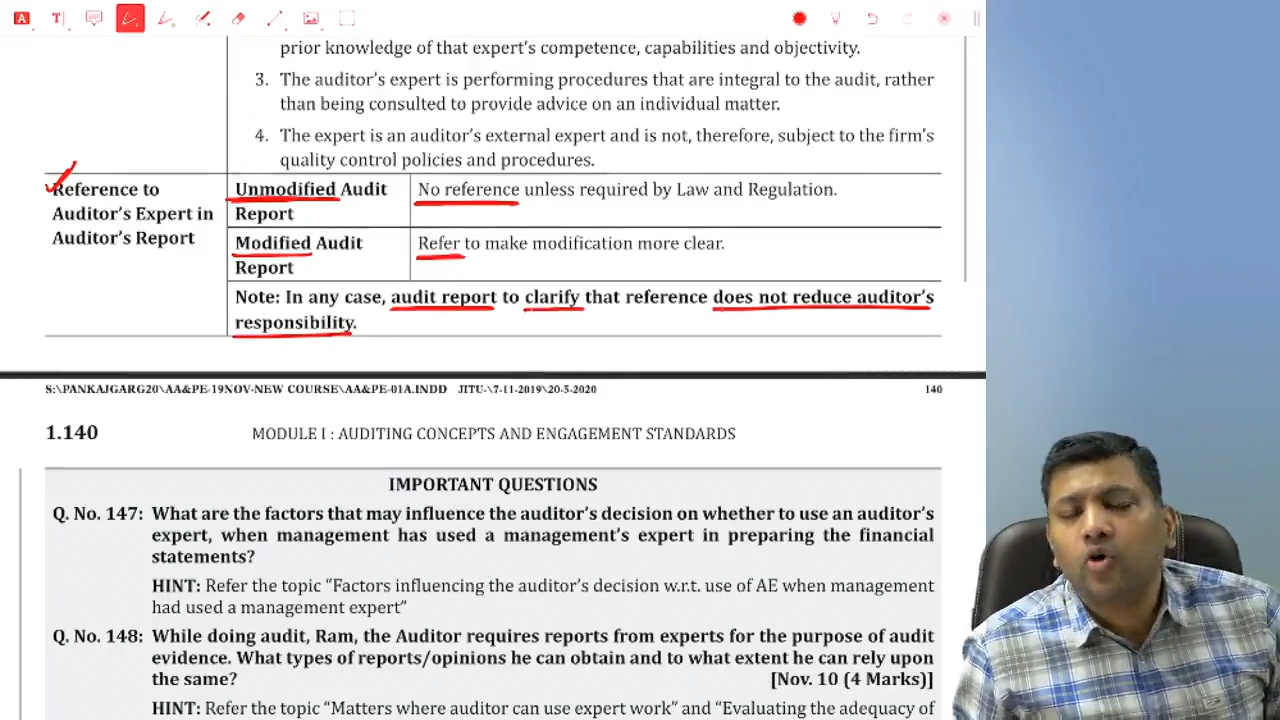 A T
prior knowledge of that expert's competence, capabilities and objectivity.
3. The auditor's expert is performing procedures that are integral to the audit, rather
than being consulted to provide advice on an individual matter.
4. The expert is an auditor's external expert and is not, therefore, subject to the firm's
quality control policies and procedures.
Reference to
Auditor's Expert in
Auditor's Report
Unmodified Audit
Report
No reference unless required by Law and Regulation.
Modified Audit
Report
Refer to make modification more clear.
Note: In any case, audit report to clarify that reference does not reduce auditor's
responsibility.
S:\PANKAJGARG20\AA&PE-19NOV-NEW COURSE\AA&PE-01A.INDD JITU-\7-11-2019\20-5-2020 140
1.140 MODULE I : AUDITING CONCEPTS AND ENGAGEMENT STANDARDS
IMPORTANT QUESTIONS
Q. No. 147: What are the factors that may influence the auditor's decision on whether to use an auditor's
expert, when management has used a management's expert in preparing the financial
statements?
HINT: Refer the topic "Factors influencing the auditor's decision w.r.t. use of AE when management
had used a management expert"
Q. No. 148: While doing audit, Ram, the Auditor requires reports from experts for the purpose of audit
evidence. What types of reports/opinions he can obtain and to what extent he can rely upon
the same? [Nov. 10 (4 Marks)]
HINT: Refer the topic "Matters where auditor can use expert work" and "Evaluating the adequacy of